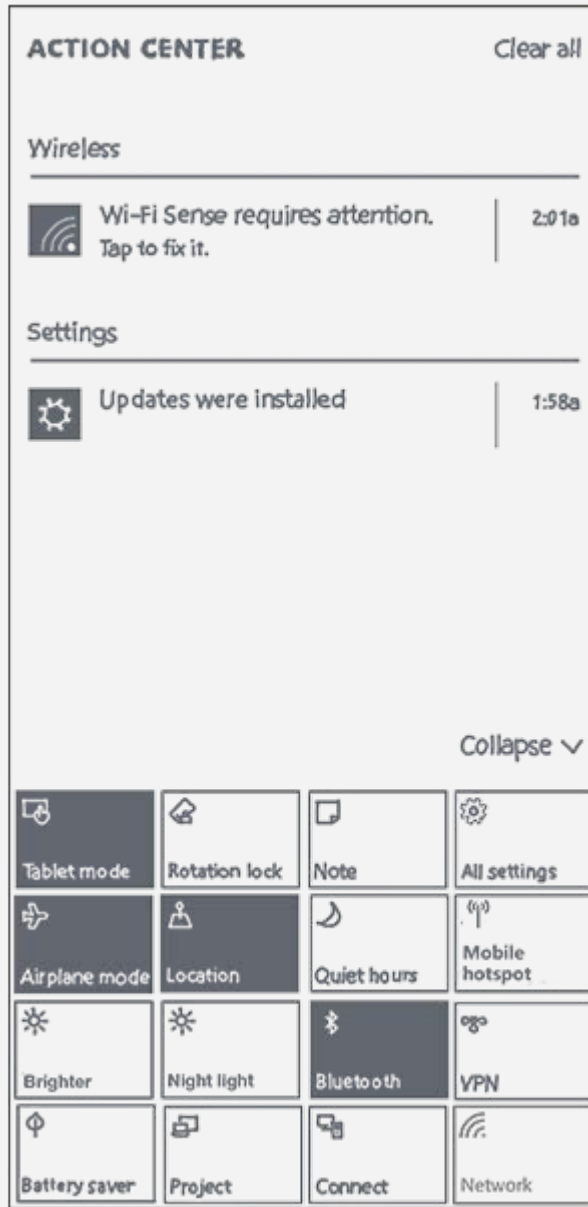 ACTION CENTER Clear all
Wireless
Wi-Fi Sense requires attention. 2:01a
Tap to fix it.
Settings
Updates were installed 1:58a
Collapse
Tablet mode Rotation lock Note All settings
Airplane mode Location Quiet hours Mobile hotspot
Brighter Night light Bluetooth VPN
Battery saver Project Connect Network